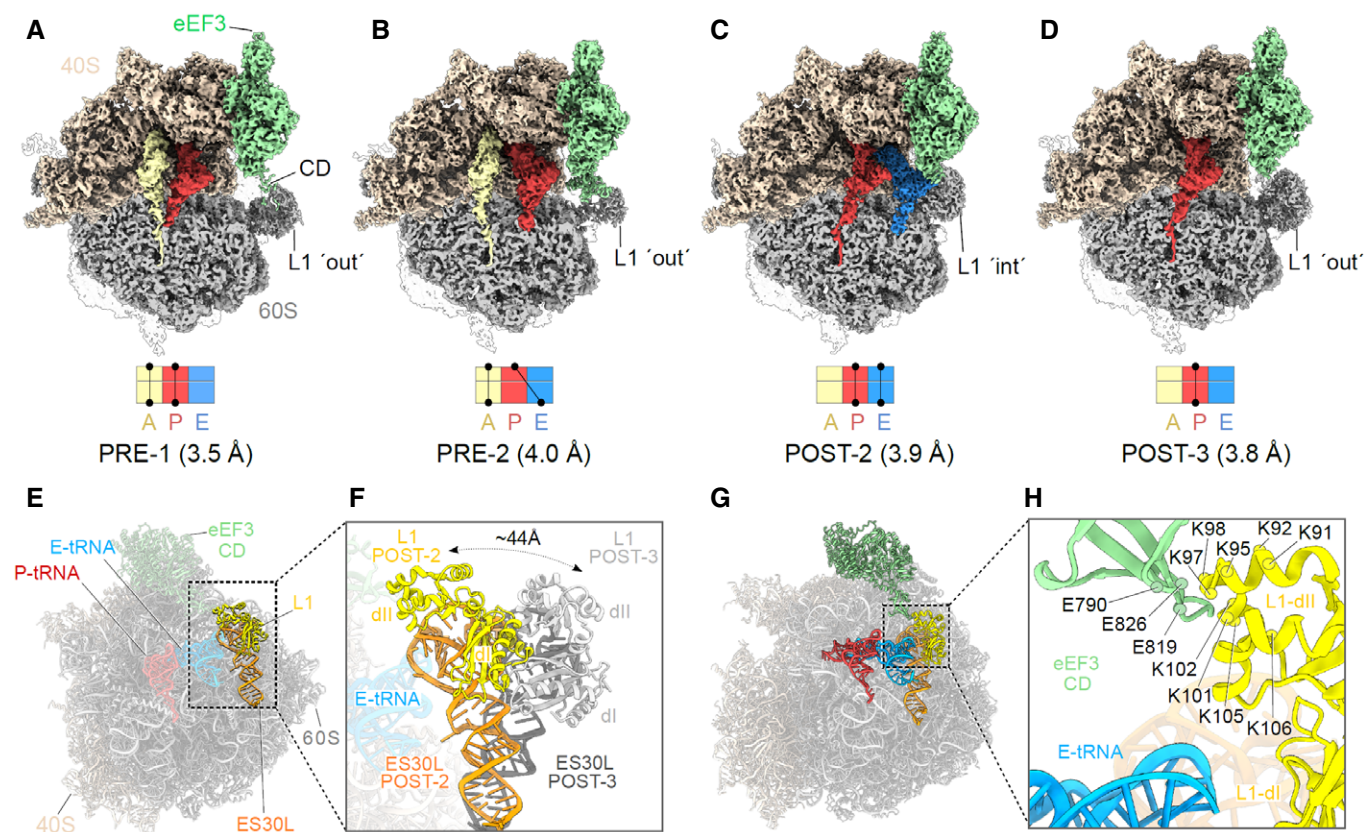 A
eEF3
40S
CD
L1 ´out´
60S
A P E
PRE-1 (3.5 Å)
B
L1 ´out´
A P E
PRE-2 (4.0 Å)
C
L1 ´int´
A P E
POST-2 (3.9 Å)
D
L1 ´out´
A P E
POST-3 (3.8 Å)
E
eEF3
CD
E-tRNA
P-tRNA
L1
60S
40S
ES30L
F
L1
POST-2
~44Å
L1
POST-3
dII
dII
dI
E-tRNA
dI
ES30L
POST-2
ES30L
POST-3
G
H
K98
K92
K91
K97
K95
E790
L1-dII
E826
E819
eEF3
CD
K102
K101
K105
K106
E-tRNA
L1-dI